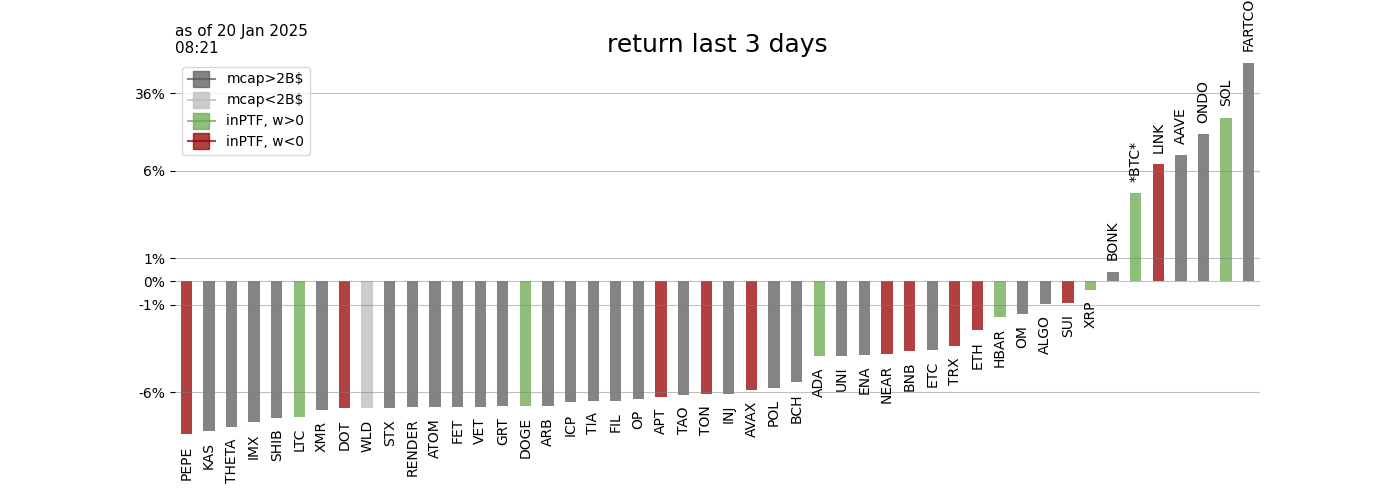 as of 20 Jan 2025
08:21
return last 3 days
mcap>2B$
mcap<2B$
inPTF, w>0
inPTF, w<0
36%
6%
1%
0%
-1%
-6%
PEPE
KAS
THETA
IMX
SHIB
LTC
XMR
DOT
WLD
STX
RENDER
ATOM
FET
VET
GRT
DOGE
ARB
ICP
TIA
FIL
OP
APT
TAO
TON
INJ
AVAX
POL
BCH
ADA
UNI
ENA
NEAR
BNB
ETC
TRX
ETH
HBAR
OM
ALGO
SUI
XRP
BONK
*BTC*
LINK
AAVE
ONDO
SOL
FARTCO